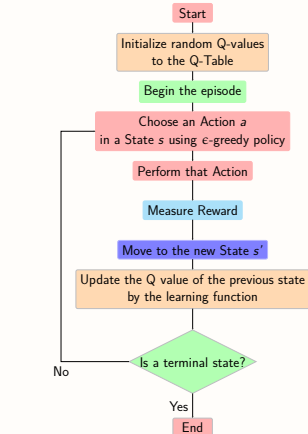 Start
Initialize random Q-values
to the Q-Table
Begin the episode
Choose an Action a
in a State s using ϵ-greedy policy
Perform that Action
Measure Reward
Move to the new State s'
Update the Q value of the previous state
by the learning function
Is a terminal state?
No
Yes
End